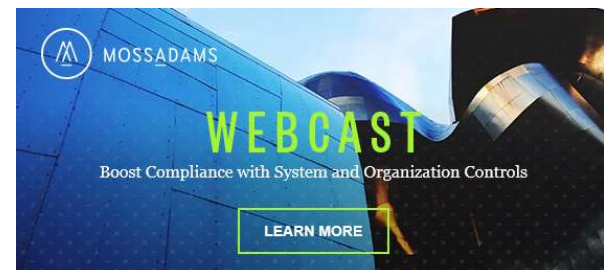 MOSSADAMS
WEBCAST
Boost Compliance with System and Organization Controls
LEARN MORE